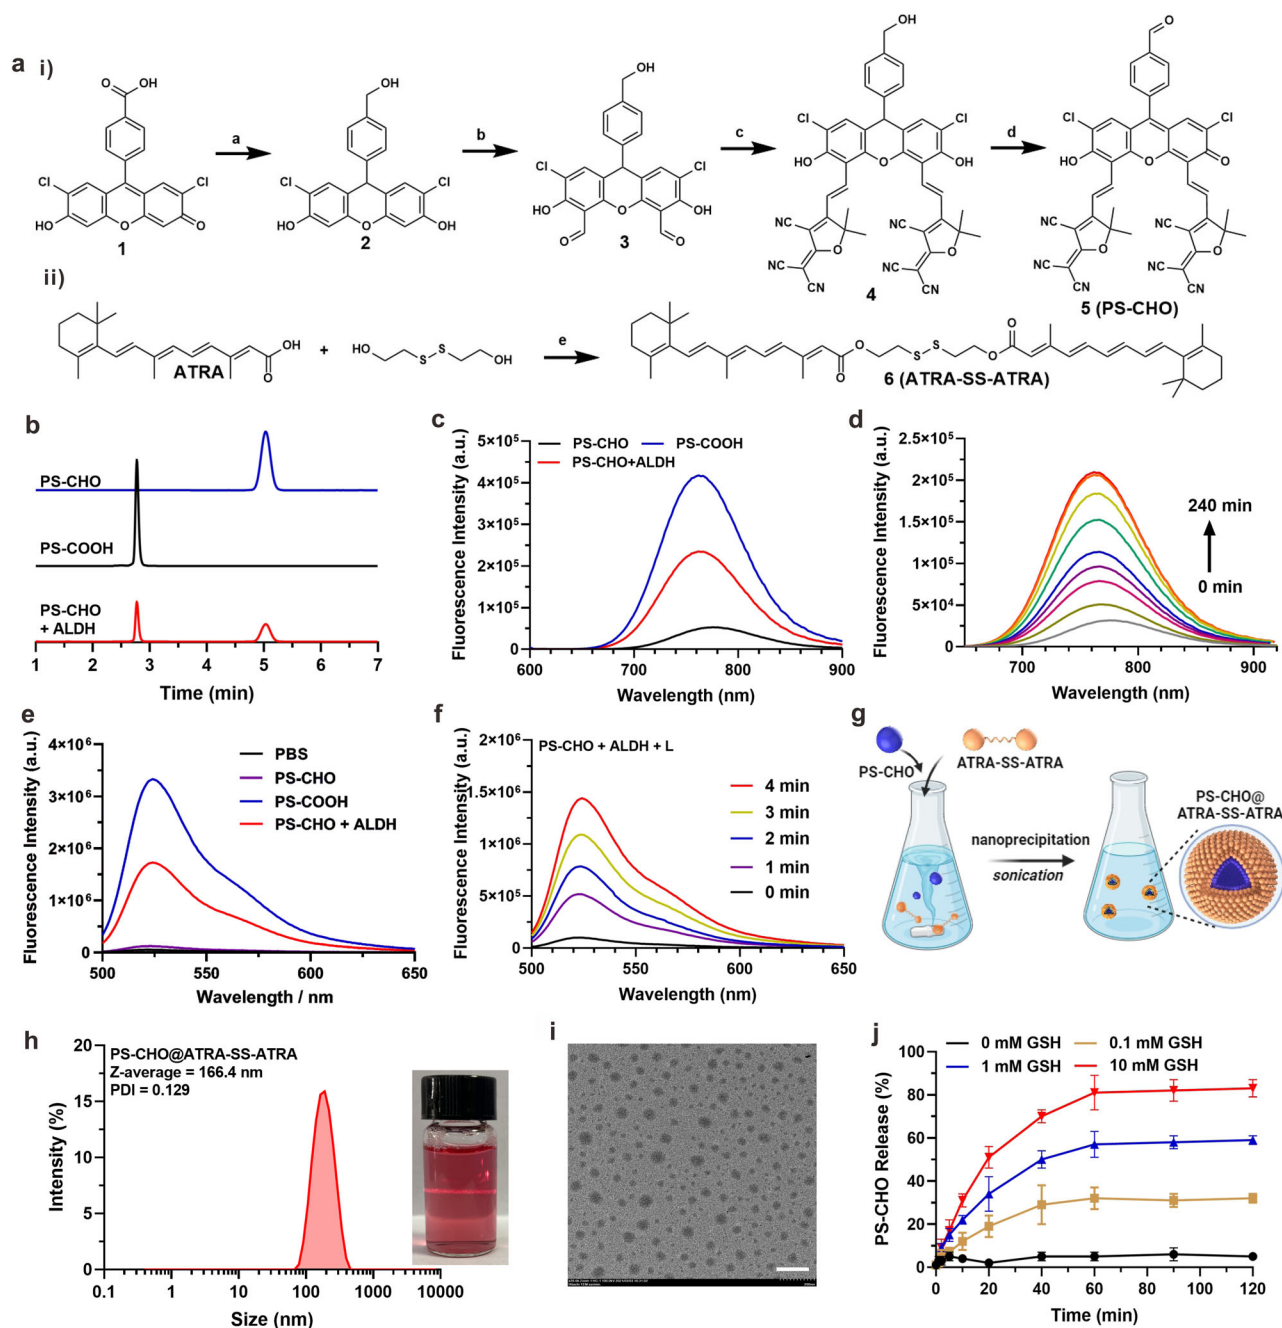 a i)
OH
O
a
Cl Cl
HO O O
1
OH
Cl Cl
HO O OH
2
b
OH
Cl Cl
HO O OH
O O
3
c
OH
Cl Cl
HO O OH
NC NC
O O
CN CN
CN CN
4
d
O
Cl Cl
HO O O
NC NC
O O
CN CN
CN CN
5 (PS-CHO)
ii)
OH
O
ATRA
+
HO S S OH
e
O O S S O O
6 (ATRA-SS-ATRA)
b
PS-CHO
PS-COOH
PS-CHO
+ ALDH
1 2 3 4 5 6 7
Time (min)
c
PS-CHO PS-COOH
PS-CHO+ALDH
Fluorescence Intensity (a.u.)
5×10⁵
4×10⁵
3×10⁵
2×10⁵
1×10⁵
0
600 700 800 900
Wavelength (nm)
d
Fluorescence Intensity (a.u.)
2.5×10⁵
2.0×10⁵
1.5×10⁵
1.0×10⁵
5×10⁴
0
240 min
0 min
700 800 900
Wavelength (nm)
e
Fluorescence Intensity (a.u.)
4×10⁶
3×10⁶
2×10⁶
1×10⁶
0
PBS
PS-CHO
PS-COOH
PS-CHO + ALDH
500 550 600 650
Wavelength / nm
f
Fluorescence Intensity (a.u.)
2×10⁶
1.5×10⁶
1×10⁶
5×10⁵
0
PS-CHO + ALDH + L
4 min
3 min
2 min
1 min
0 min
500 550 600 650
Wavelength (nm)
g
PS-CHO
ATRA-SS-ATRA
nanoprecipitation
sonication
PS-CHO@
ATRA-SS-ATRA
h
PS-CHO@ATRA-SS-ATRA
Z-average = 166.4 nm
PDI = 0.129
Intensity (%)
20
15
10
5
0
0.1 1 10 100 1000 10000
Size (nm)
i
j
0 mM GSH 0.1 mM GSH
1 mM GSH 10 mM GSH
PS-CHO Release (%)
100
80
60
40
20
0
0 20 40 60 80 100 120
Time (min)